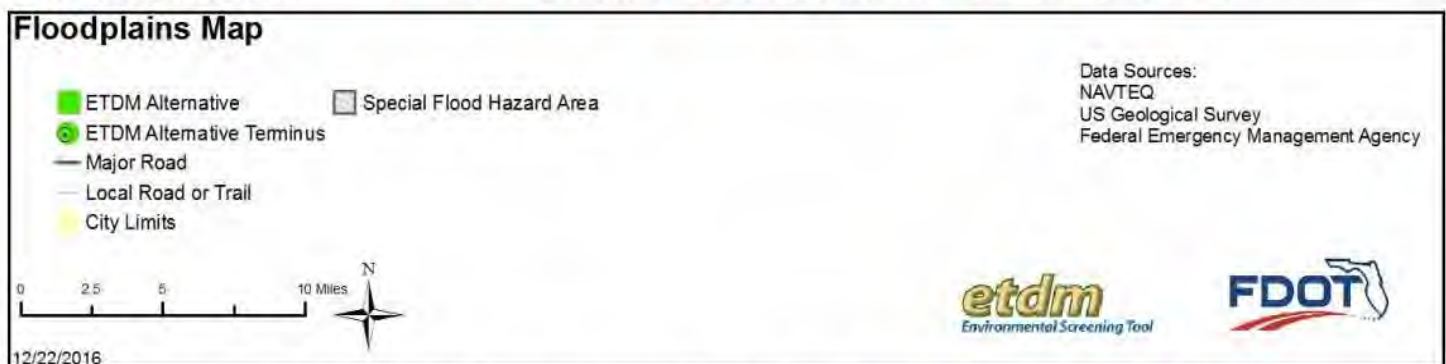 Floodplains Map
ETDM Alternative
Special Flood Hazard Area
ETDM Alternative Terminus
Major Road
Local Road or Trail
City Limits
Data Sources:
NAVTEQ
US Geological Survey
Federal Emergency Management Agency
0 2.5 5 10 Miles
N
etdm
Environmental Screening Tool
FDOT
12/22/2016